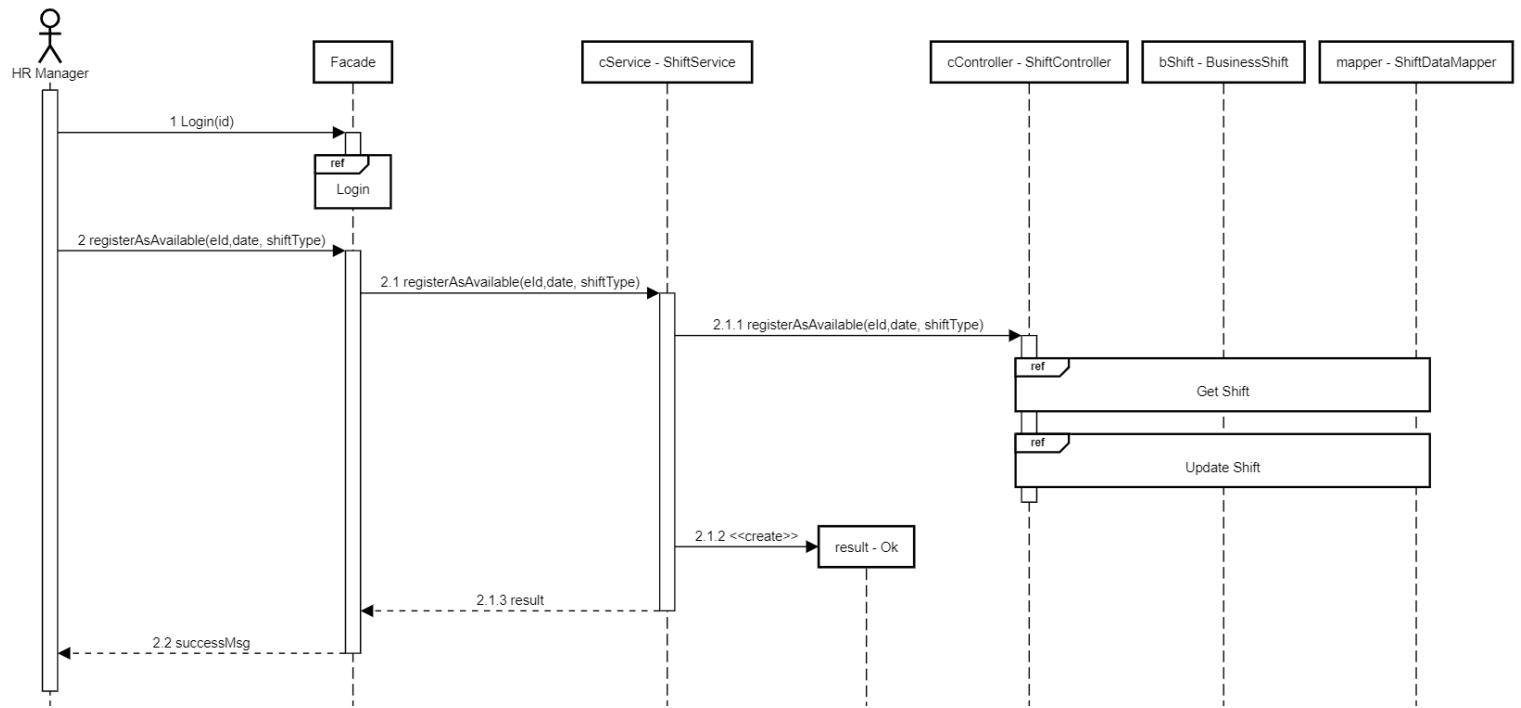 HR Manager
Facade
cService - ShiftService
cController - ShiftController
bShift - BusinessShift
mapper - ShiftDataMapper
1 Login(id)
ref
Login
2 registerAsAvailable(eId,date, shiftType)
2.1 registerAsAvailable(eId,date, shiftType)
2.1.1 registerAsAvailable(eId,date, shiftType)
ref
Get Shift
ref
Update Shift
2.1.2 <<create>>
result - Ok
2.1.3 result
2.2 successMsg